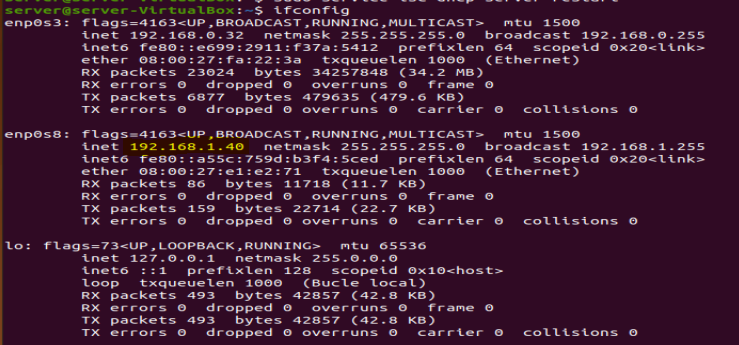 server@server-VirtualBox:~$ sudo service isc-dhcp-server restart
server@server-VirtualBox:~$ ifconfig
enp0s3: flags=4163<UP,BROADCAST,RUNNING,MULTICAST>  mtu 1500
        inet 192.168.0.32  netmask 255.255.255.0  broadcast 192.168.0.255
        inet6 fe80::e699:2911:f37a:5412  prefixlen 64  scopeid 0x20<link>
        ether 08:00:27:fa:22:3a  txqueuelen 1000  (Ethernet)
        RX packets 23024  bytes 34257848 (34.2 MB)
        RX errors 0  dropped 0  overruns 0  frame 0
        TX packets 6877  bytes 479635 (479.6 KB)
        TX errors 0  dropped 0 overruns 0  carrier 0  collisions 0
enp0s8: flags=4163<UP,BROADCAST,RUNNING,MULTICAST>  mtu 1500
        inet 192.168.1.40  netmask 255.255.255.0  broadcast 192.168.1.255
        inet6 fe80::a55c:759d:b3f4:5ced  prefixlen 64  scopeid 0x20<link>
        ether 08:00:27:e1:e2:71  txqueuelen 1000  (Ethernet)
        RX packets 86  bytes 11718 (11.7 KB)
        RX errors 0  dropped 0  overruns 0  frame 0
        TX packets 159  bytes 22714 (22.7 KB)
        TX errors 0  dropped 0 overruns 0  carrier 0  collisions 0
lo: flags=73<UP,LOOPBACK,RUNNING>  mtu 65536
        inet 127.0.0.1  netmask 255.0.0.0
        inet6 ::1  prefixlen 128  scopeid 0x10<host>
        loop  txqueuelen 1000  (Bucle local)
        RX packets 493  bytes 42857 (42.8 KB)
        RX errors 0  dropped 0  overruns 0  frame 0
        TX packets 493  bytes 42857 (42.8 KB)
        TX errors 0  dropped 0 overruns 0  carrier 0  collisions 0